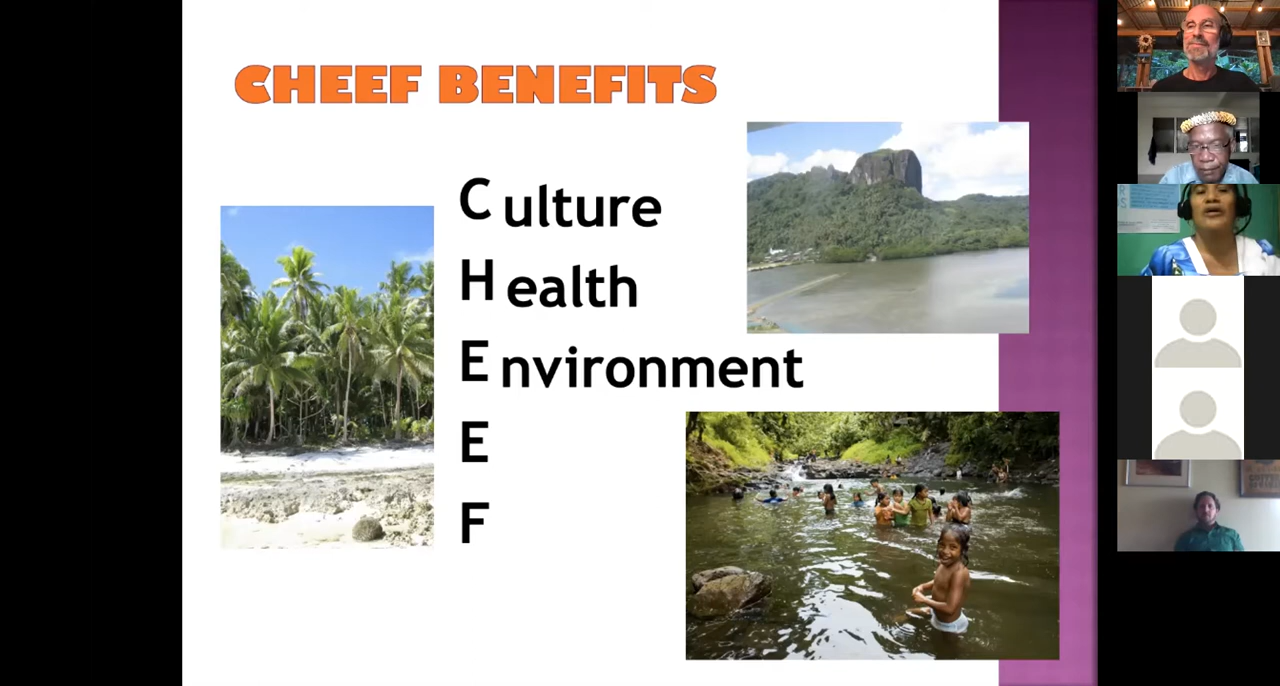 CHEEF BENEFITS
Culture
Health
Environment
E
F